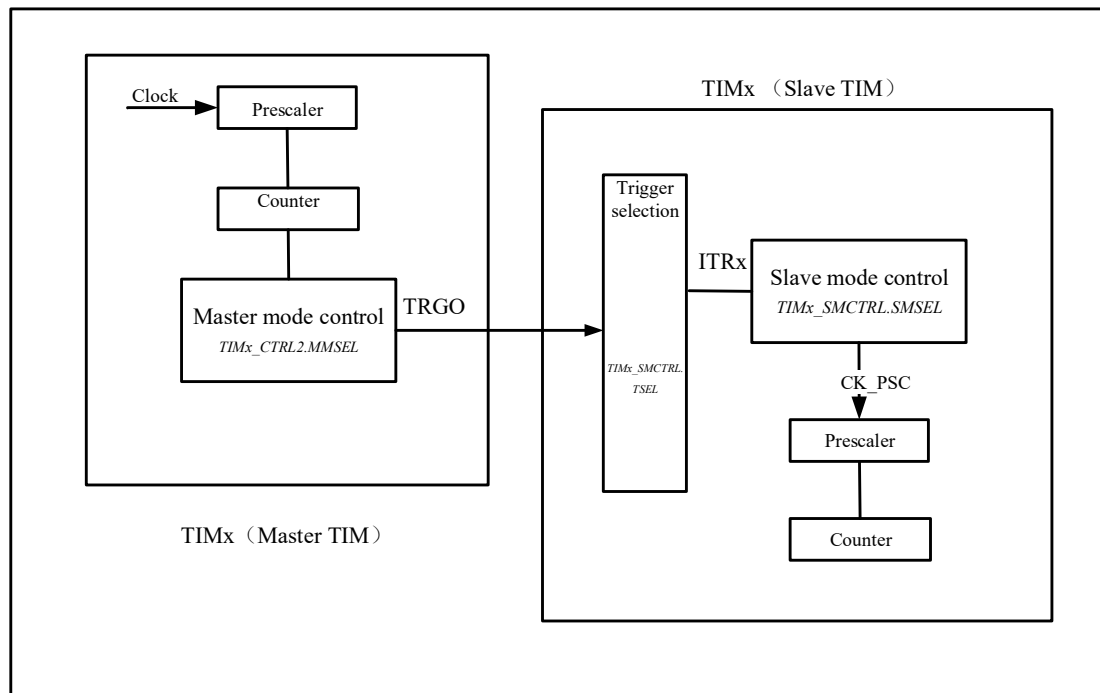 Clock
Prescaler
Counter
Master mode control
TIMx_CTRL2.MMSEL
TRGO
TIMx（Master TIM）
TIMx （Slave TIM）
Trigger
selection
TIMx_SMCTRL.
TSEL
ITRx
Slave mode control
TIMx_SMCTRL.SMSEL
CK_PSC
Prescaler
Counter